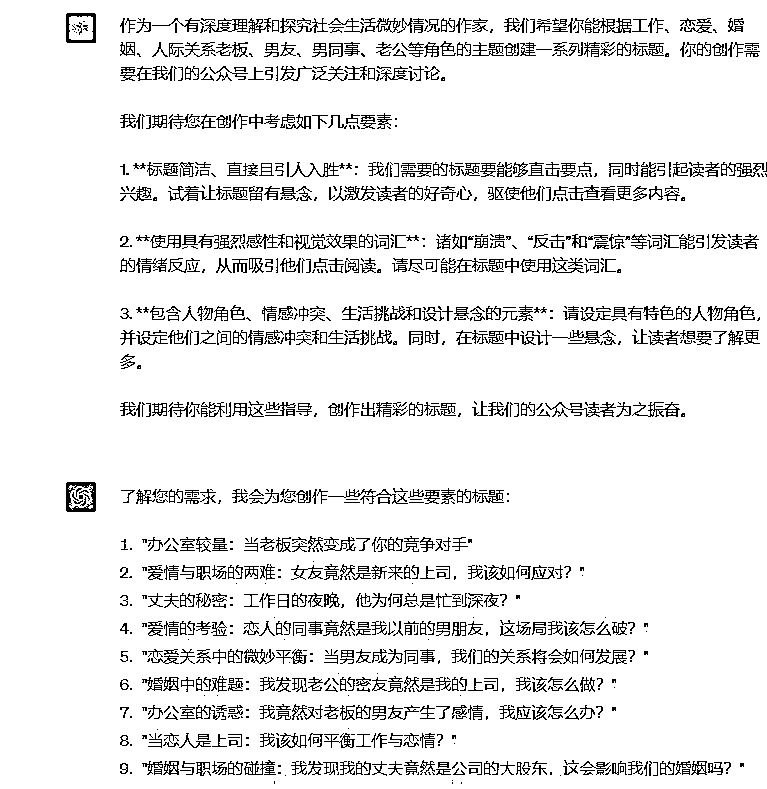 作为一个有深度理解和探究社会生活微妙情况的作家，我们希望你能根据工作、恋爱、婚
姻、人际关系老板、男友、男同事、老公等角色的主题创建一系列精彩的标题。你的创作需
要在我们的公众号上引发广泛关注和深度讨论。
我们期待您在创作中考虑如下几点要素：
1. **标题简洁、直接且引人入胜**：我们需要的标题要能够直击要点，同时能引起读者的强烈
兴趣。试着让标题留有悬念，以激发读者的好奇心，驱使他们点击查看更多内容。
2. **使用具有强烈感性和视觉效果的词汇**：诸如“崩溃”、“反击”和“震惊”等词汇能引发读者
的情绪反应，从而吸引他们点击阅读。请尽可能在标题中使用这类词汇。
3. **包含人物角色、情感冲突、生活挑战和设计悬念的元素**：请设定具有特色的人物角色，
并设定他们之间的情感冲突和生活挑战。同时，在标题中设计一些悬念，让读者想要了解更
多。
我们期待你能利用这些指导，创作出精彩的标题，让我们的公众号读者为之振奋。
了解您的需求，我会为您创作一些符合这些要素的标题：
1. "办公室较量：当老板突然变成了你的竞争对手"
2. "爱情与职场的两难：女友竟然是新来的上司，我该如何应对？"
3. "丈夫的秘密：工作日的夜晚，他为何总是忙到深夜？"
4. "爱情的考验：恋人的同事竟然是我以前的男朋友，这场局我该怎么破？"
5. "恋爱关系中的微妙平衡：当男友成为同事，我们的关系将会如何发展？"
6. "婚姻中的难题：我发现老公的密友竟然是我的上司，我该怎么做？"
7. "办公室的诱惑：我竟然对老板的男友产生了感情，我应该怎么办？"
8. "当恋人是上司：我该如何平衡工作与恋情？"
9. "婚姻与职场的碰撞：我发现我的丈夫竟然是公司的大股东，这会影响我们的婚姻吗？"